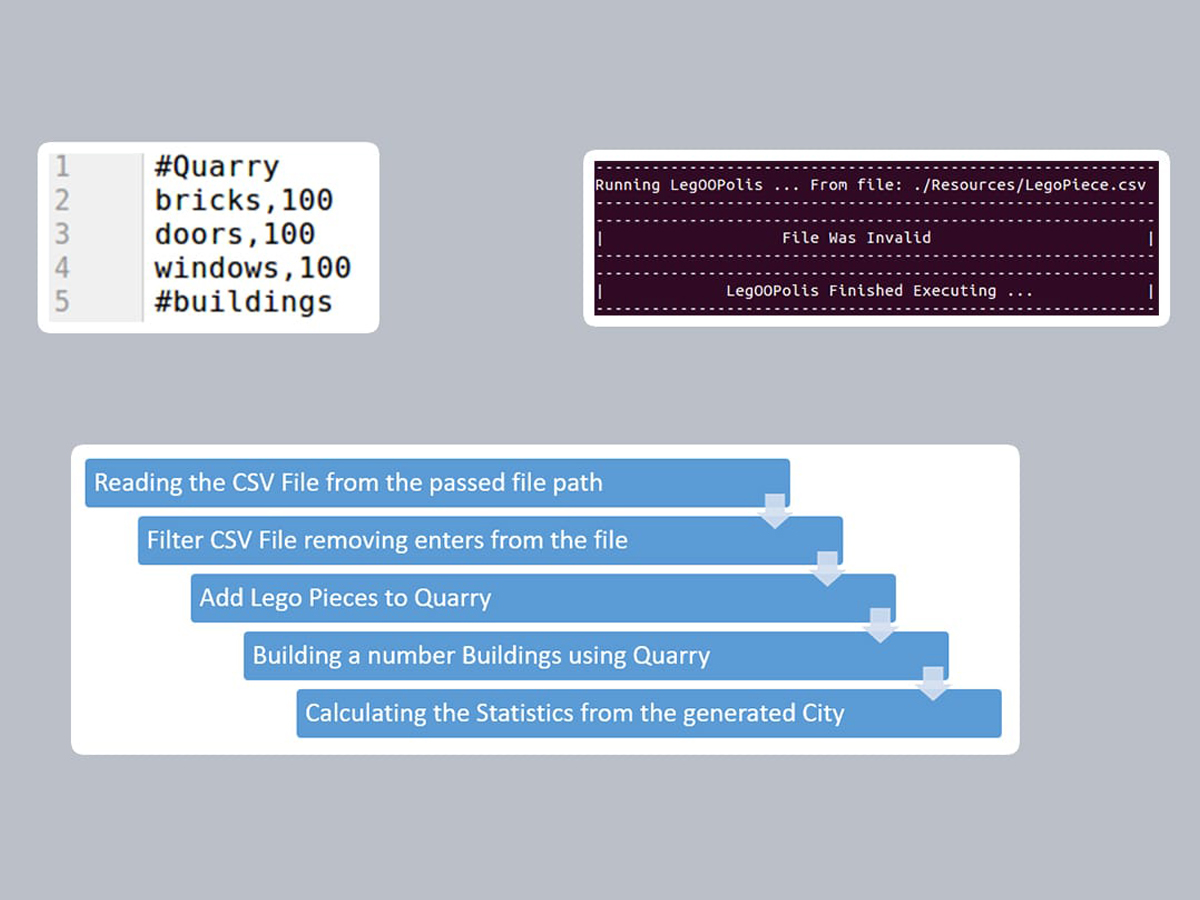 1 #Quarry
2 bricks,100
3 doors,100
4 windows,100
5 #buildings
Running LegOOPolis ... From file: ./Resources/LegoPiece.csv
| File Was Invalid |
| LegOOPolis Finished Executing ... |
Reading the CSV File from the passed file path
Filter CSV File removing enters from the file
Add Lego Pieces to Quarry
Building a number Buildings using Quarry
Calculating the Statistics from the generated City